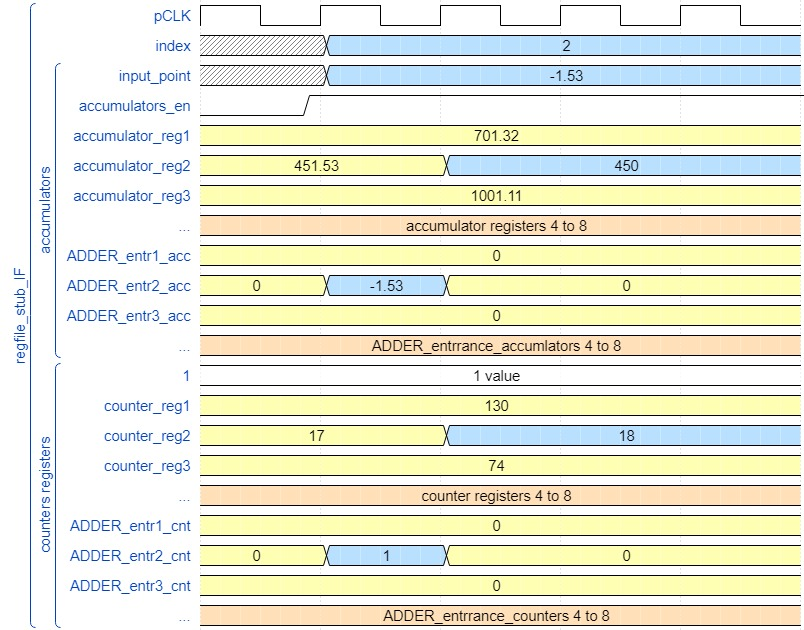 pCLK
index 2
input_point -1.53
accumulators_en
accumulator_reg1 701.32
accumulator_reg2 451.53 450
accumulator_reg3 1001.11
... accumulator registers 4 to 8
ADDER_entr1_acc 0
ADDER_entr2_acc 0 -1.53 0
ADDER_entr3_acc 0
... ADDER_entrrance_accumlators 4 to 8
accumulators
regfile_stub_IF
1 1 value
counter_reg1 130
counter_reg2 17 18
counter_reg3 74
... counter registers 4 to 8
ADDER_entr1_cnt 0
ADDER_entr2_cnt 0 1 0
ADDER_entr3_cnt 0
... ADDER_entrrance_counters 4 to 8
counters registers